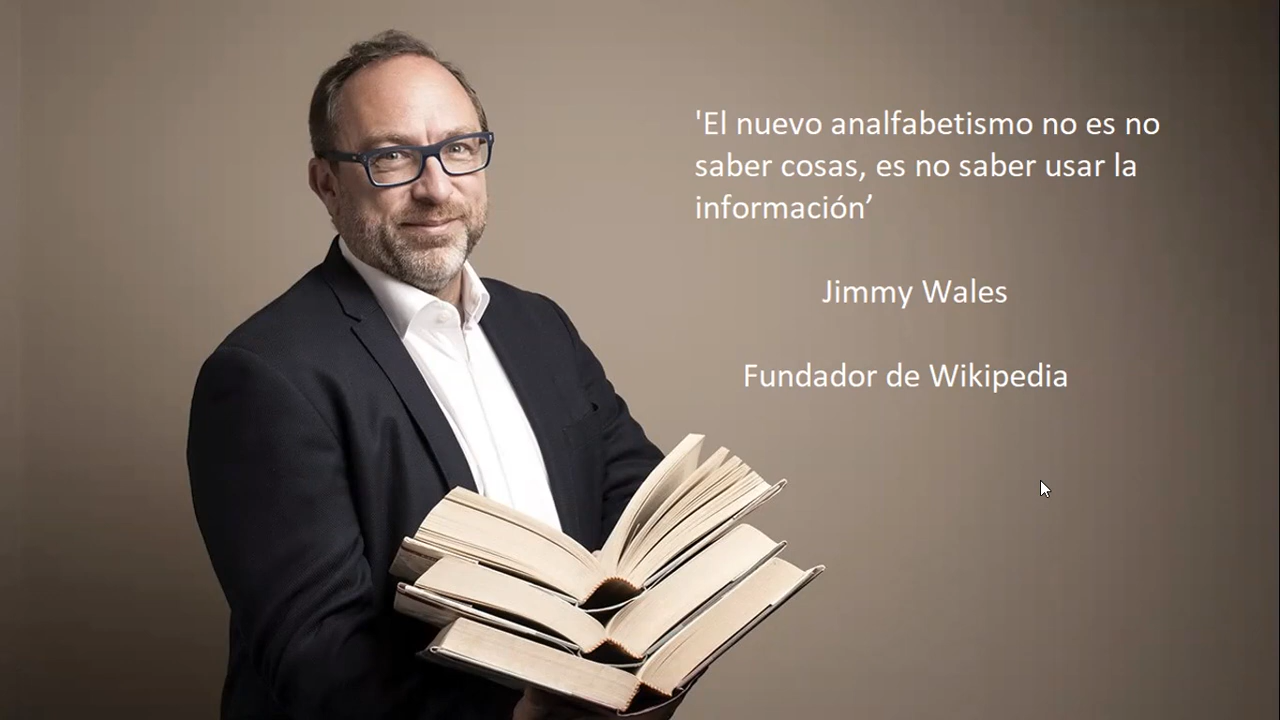 'El nuevo analfabetismo no es no
saber cosas, es no saber usar la
información’
Jimmy Wales
Fundador de Wikipedia